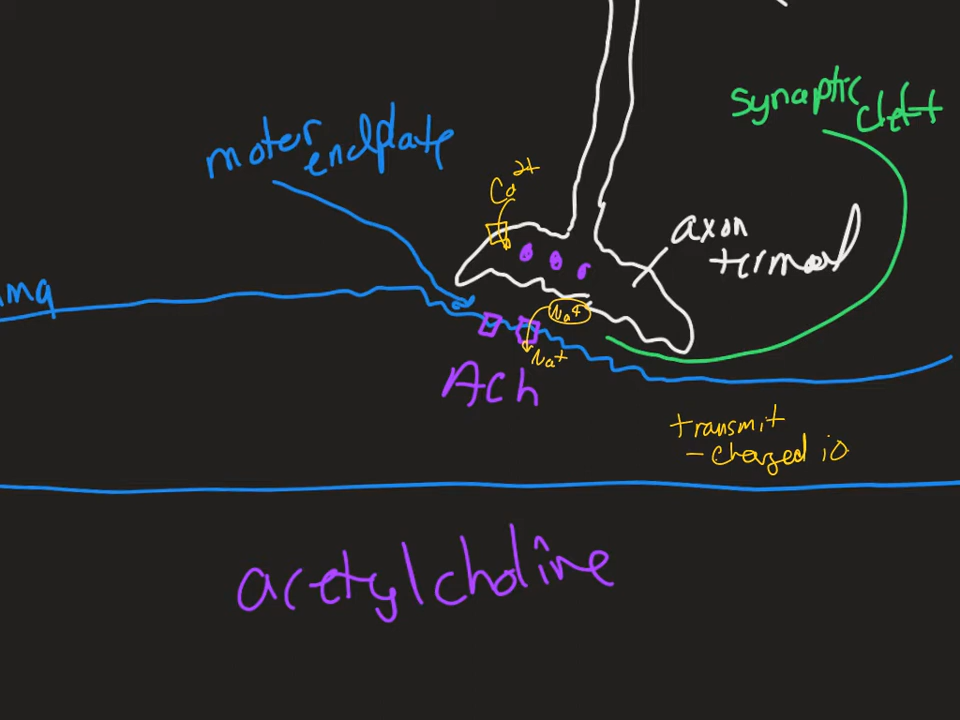 synaptic
cleft
moter
endplate
Ca2+
axon
termal
ma
Na+
Na+
ACh
transmit
- charged io
acetylcholine